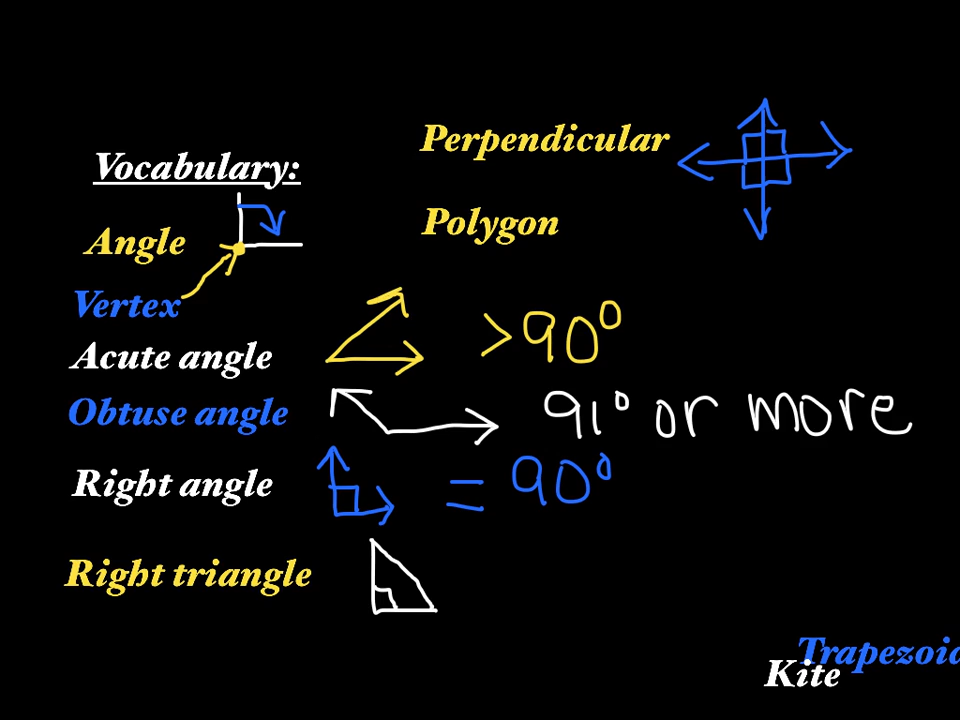 Vocabulary:
Angle
Vertex
Acute angle > 90°
Obtuse angle 91° or more
Right angle = 90°
Right triangle
Perpendicular
Polygon
Trapezoid
Kite